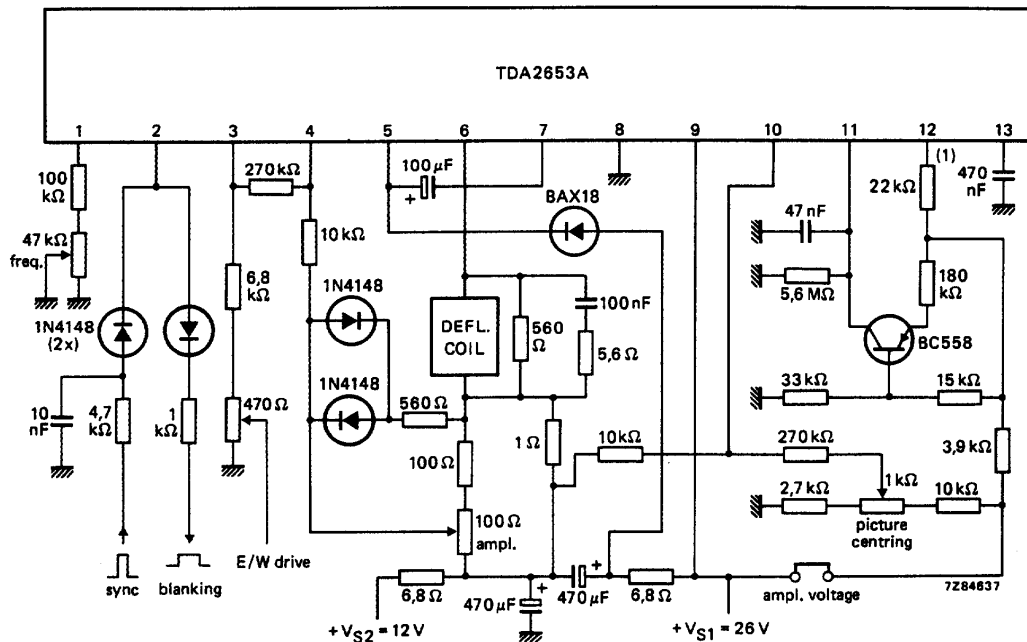 TDA2653A
1 2 3 4 5 6 7 8 9 10 11 12 13
(1)
100 kΩ
47 kΩ
freq.
1N4148
(2x)
10 nF
4,7 kΩ
1 kΩ
sync
blanking
270 kΩ
6,8 kΩ
470 Ω
E/W drive
10 kΩ
1N4148
1N4148
560 Ω
100 µF
+
BAX18
DEFL.
COIL
560 Ω
100 nF
5,6 Ω
100 Ω
1 Ω
10 kΩ
100 Ω
ampl.
6,8 Ω
+
470 µF
+
470 µF
6,8 Ω
+VS2 = 12 V
+VS1 = 26 V
47 nF
5,6 MΩ
22 kΩ
470 nF
180 kΩ
BC558
33 kΩ
15 kΩ
3,9 kΩ
270 kΩ
1 kΩ
2,7 kΩ
10 kΩ
picture
centring
ampl. voltage
7Z84637